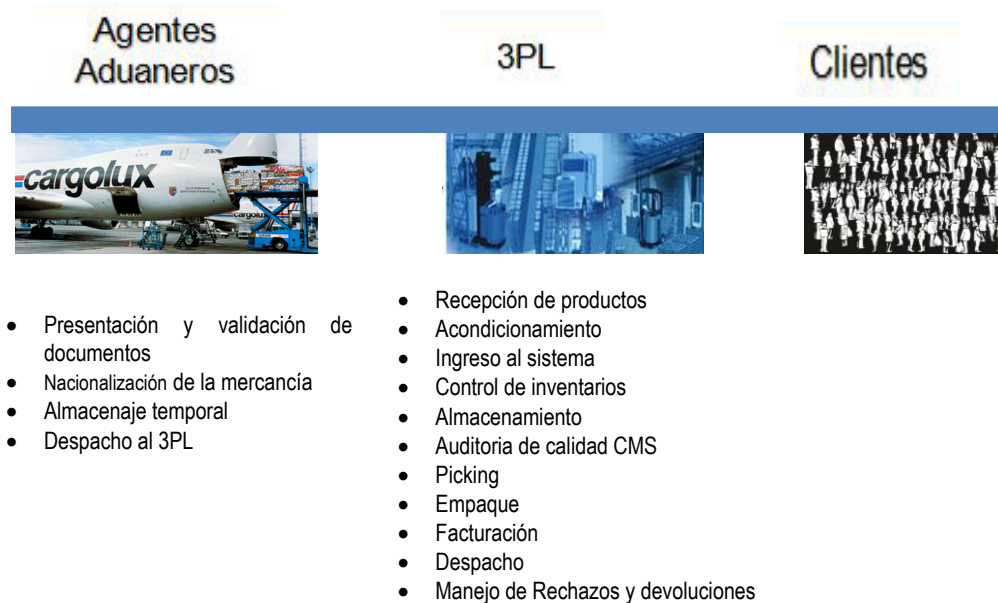 Agentes
Aduaneros
3PL
Clientes
cargolux
cargolux
• Presentación y validación de
documentos
• Nacionalización de la mercancía
• Almacenaje temporal
• Despacho al 3PL
• Recepción de productos
• Acondicionamiento
• Ingreso al sistema
• Control de inventarios
• Almacenamiento
• Auditoria de calidad CMS
• Picking
• Empaque
• Facturación
• Despacho
• Manejo de Rechazos y devoluciones